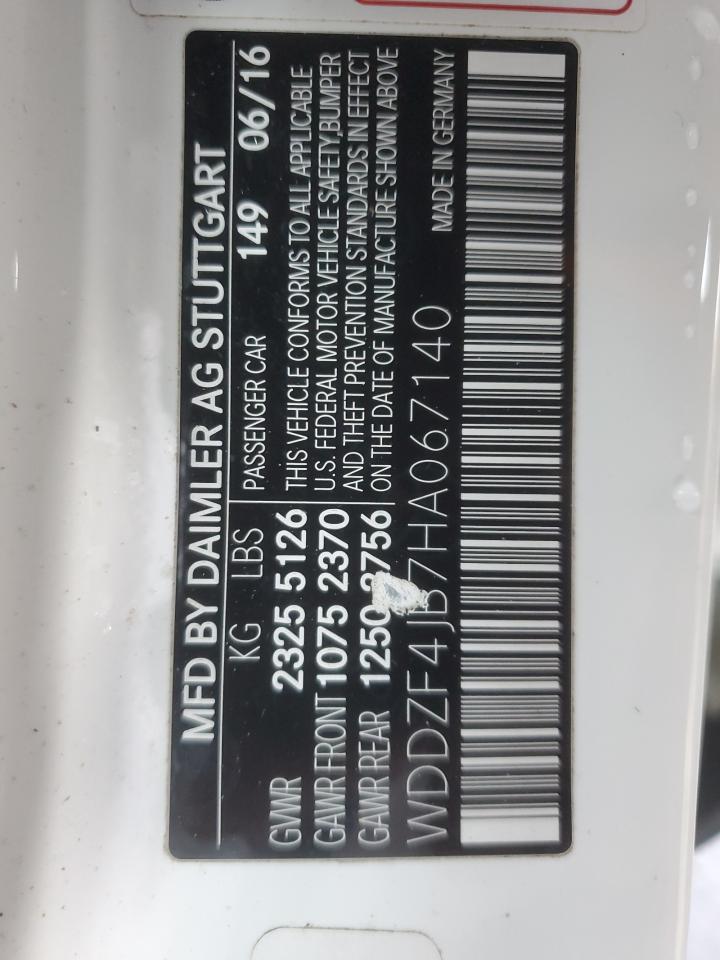 MFD BY DAIMLER AG STUTTGART
KG LBS
GVWR 2325 5126
GAWR FRONT 1075 2370
GAWR REAR 1250 2756
PASSENGER CAR 149 06/16
THIS VEHICLE CONFORMS TO ALL APPLICABLE
U.S. FEDERAL MOTOR VEHICLE SAFETY,BUMPER
AND THEFT PREVENTION STANDARDS IN EFFECT
ON THE DATE OF MANUFACTURE SHOWN ABOVE
WDDZF4JB7HA067140 MADE IN GERMANY